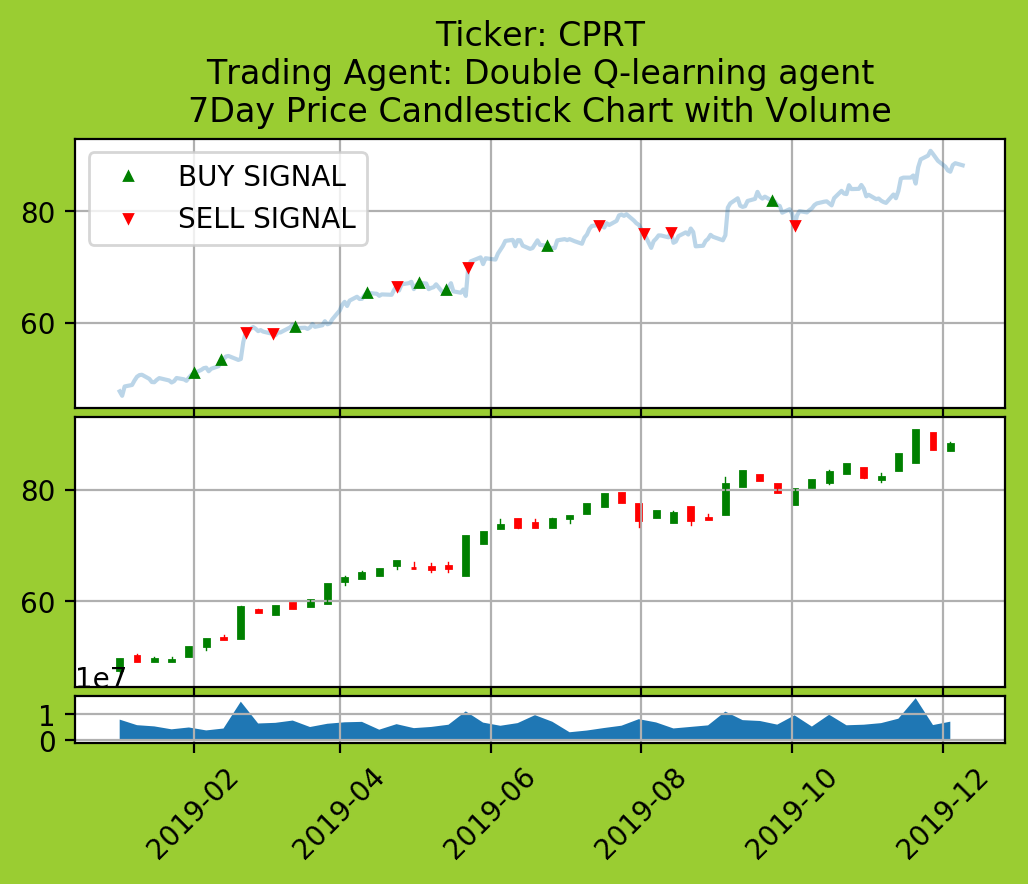 Ticker: CPRT
Trading Agent: Double Q-learning agent
7Day Price Candlestick Chart with Volume
BUY SIGNAL
SELL SIGNAL
80
60
80
60
1e7
1
0
2019-02
2019-04
2019-06
2019-08
2019-10
2019-12